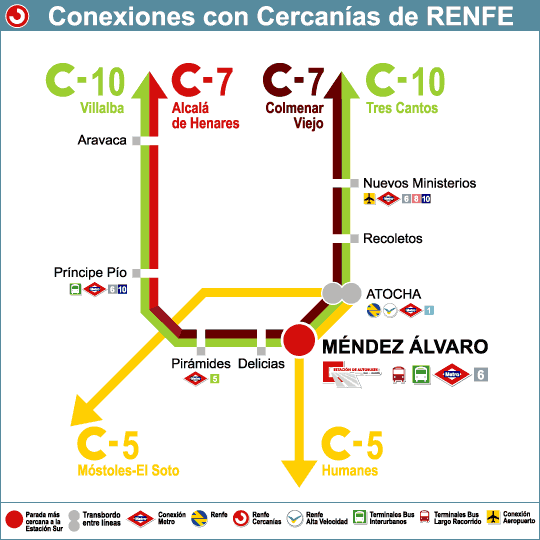 Conexiones con Cercanías de RENFE
C-10
Villalba
C-7
Alcalá
de Henares
C-7
Colmenar
Viejo
C-10
Tres Cantos
Aravaca
Nuevos Ministerios
6 8 10
Recoletos
Príncipe Pío
6 10
ATOCHA
1
MÉNDEZ ÁLVARO
ESTACIÓN DE AUTOBUSES
Metro 6
Pirámides
5
Delicias
C-5
Móstoles-El Soto
C-5
Humanes
Parada más
cercana a la
Estación Sur
Transbordo
entre líneas
Conexión
Metro
Renfe
Renfe
Cercanías
Renfe
Alta Velocidad
Terminales Bus
Interurbanos
Terminales Bus
Largo Recorrido
Conexión
Aeropuerto